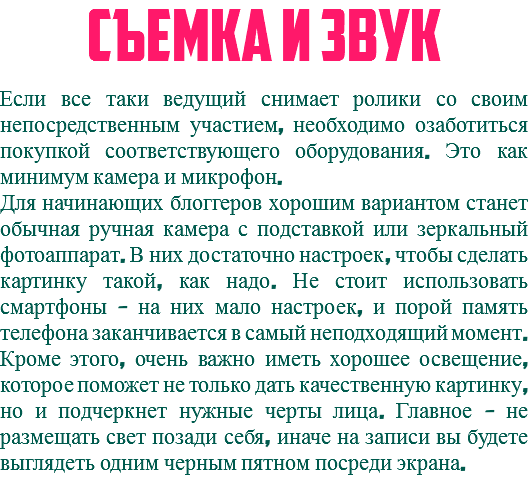 СЪЕМКА И ЗВУК
Если все таки ведущий снимает ролики со своим
непосредственным участием, необходимо озаботиться
покупкой соответствующего оборудования. Это как
минимум камера и микрофон.
Для начинающих блоггеров хорошим вариантом станет
обычная ручная камера с подставкой или зеркальный
фотоаппарат. В них достаточно настроек, чтобы сделать
картинку такой, как надо. Не стоит использовать
смартфоны – на них мало настроек, и порой память
телефона заканчивается в самый неподходящий момент.
Кроме этого, очень важно иметь хорошее освещение,
которое поможет не только дать качественную картинку,
но и подчеркнет нужные черты лица. Главное – не
размещать свет позади себя, иначе на записи вы будете
выглядеть одним черным пятном посреди экрана.